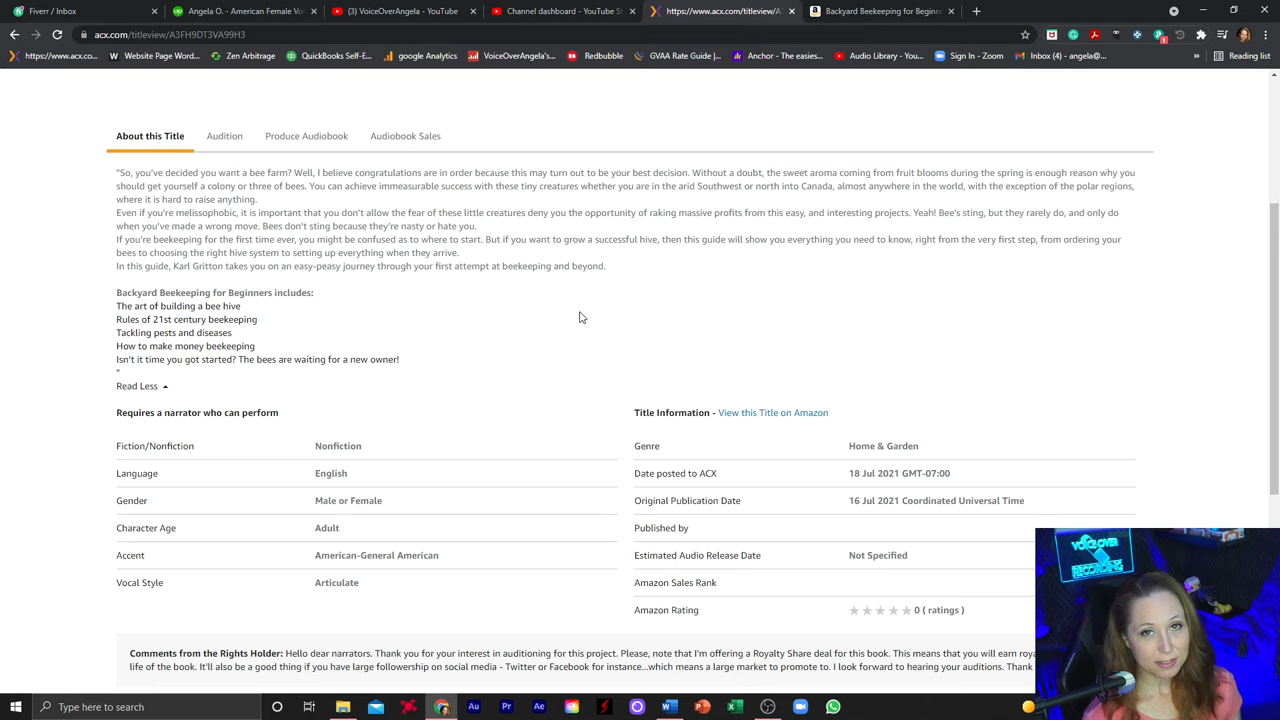 Fiverr / Inbox
Angela O. - American Female Vo
(3) VoiceOverAngela - YouTube
Channel dashboard - YouTube St
https://www.acx.com/titleview/A
Backyard Beekeeping for Beginn
acx.com/titleview/A3FH9DT3VA99H3
https://www.acx.co...
Website Page Word...
Zen Arbitrage
QuickBooks Self-E...
google Analytics
VoiceOverAngela's...
Redbubble
GVAA Rate Guide |...
Anchor - The easies...
Audio Library - You...
Sign In - Zoom
Inbox (4) - angela@...
»
Reading list
About this Title
Audition
Produce Audiobook
Audiobook Sales
"So, you've decided you want a bee farm? Well, I believe congratulations are in order because this may turn out to be your best decision. Without a doubt, the sweet aroma coming from fruit blooms during the spring is enough reason why you
should get yourself a colony or three of bees. You can achieve immeasurable success with these tiny creatures whether you are in the arid Southwest or north into Canada, almost anywhere in the world, with the exception of the polar regions,
where it is hard to raise anything.
Even if you're melissophobic, it is important that you don't allow the fear of these little creatures deny you the opportunity of raking massive profits from this easy, and interesting projects. Yeah! Bee's sting, but they rarely do, and only do
when you've made a wrong move. Bees don't sting because they're nasty or hate you.
If you're beekeeping for the first time ever, you might be confused as to where to start. But if you want to grow a successful hive, then this guide will show you everything you need to know, right from the very first step, from ordering your
bees to choosing the right hive system to setting up everything when they arrive.
In this guide, Karl Gritton takes you on an easy-peasy journey through your first attempt at beekeeping and beyond.
Backyard Beekeeping for Beginners includes:
The art of building a bee hive
Rules of 21st century beekeeping
Tackling pests and diseases
How to make money beekeeping
Isn't it time you got started? The bees are waiting for a new owner!
"
Read Less
Requires a narrator who can perform
Fiction/Nonfiction Nonfiction
Language English
Gender Male or Female
Character Age Adult
Accent American-General American
Vocal Style Articulate
Title Information - View this Title on Amazon
Genre Home & Garden
Date posted to ACX 18 Jul 2021 GMT-07:00
Original Publication Date 16 Jul 2021 Coordinated Universal Time
Published by
Estimated Audio Release Date Not Specified
Amazon Sales Rank
Amazon Rating 0 ( ratings )
Comments from the Rights Holder: Hello dear narrators. Thank you for your interest in auditioning for this project. Please, note that I'm offering a Royalty Share deal for this book. This means that you will earn roya
life of the book. It'll also be a good thing if you have large followership on social media - Twitter or Facebook for instance...which means a large market to promote to. I look forward to hearing your auditions. Thank
VOICE OVER
RECORDING
Type here to search
Au
Pr
Ae